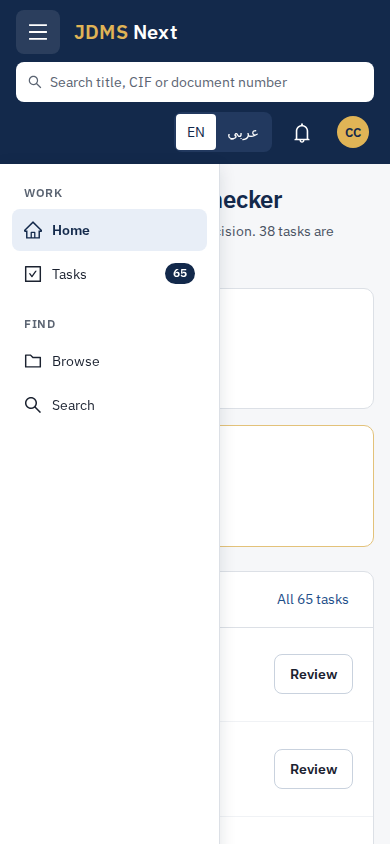 JDMS Next
Search title, CIF or document number
EN عربي CC
WORK
Home
Tasks 65
FIND
Browse
Search
ecker
ision. 38 tasks are
All 65 tasks
Review
Review